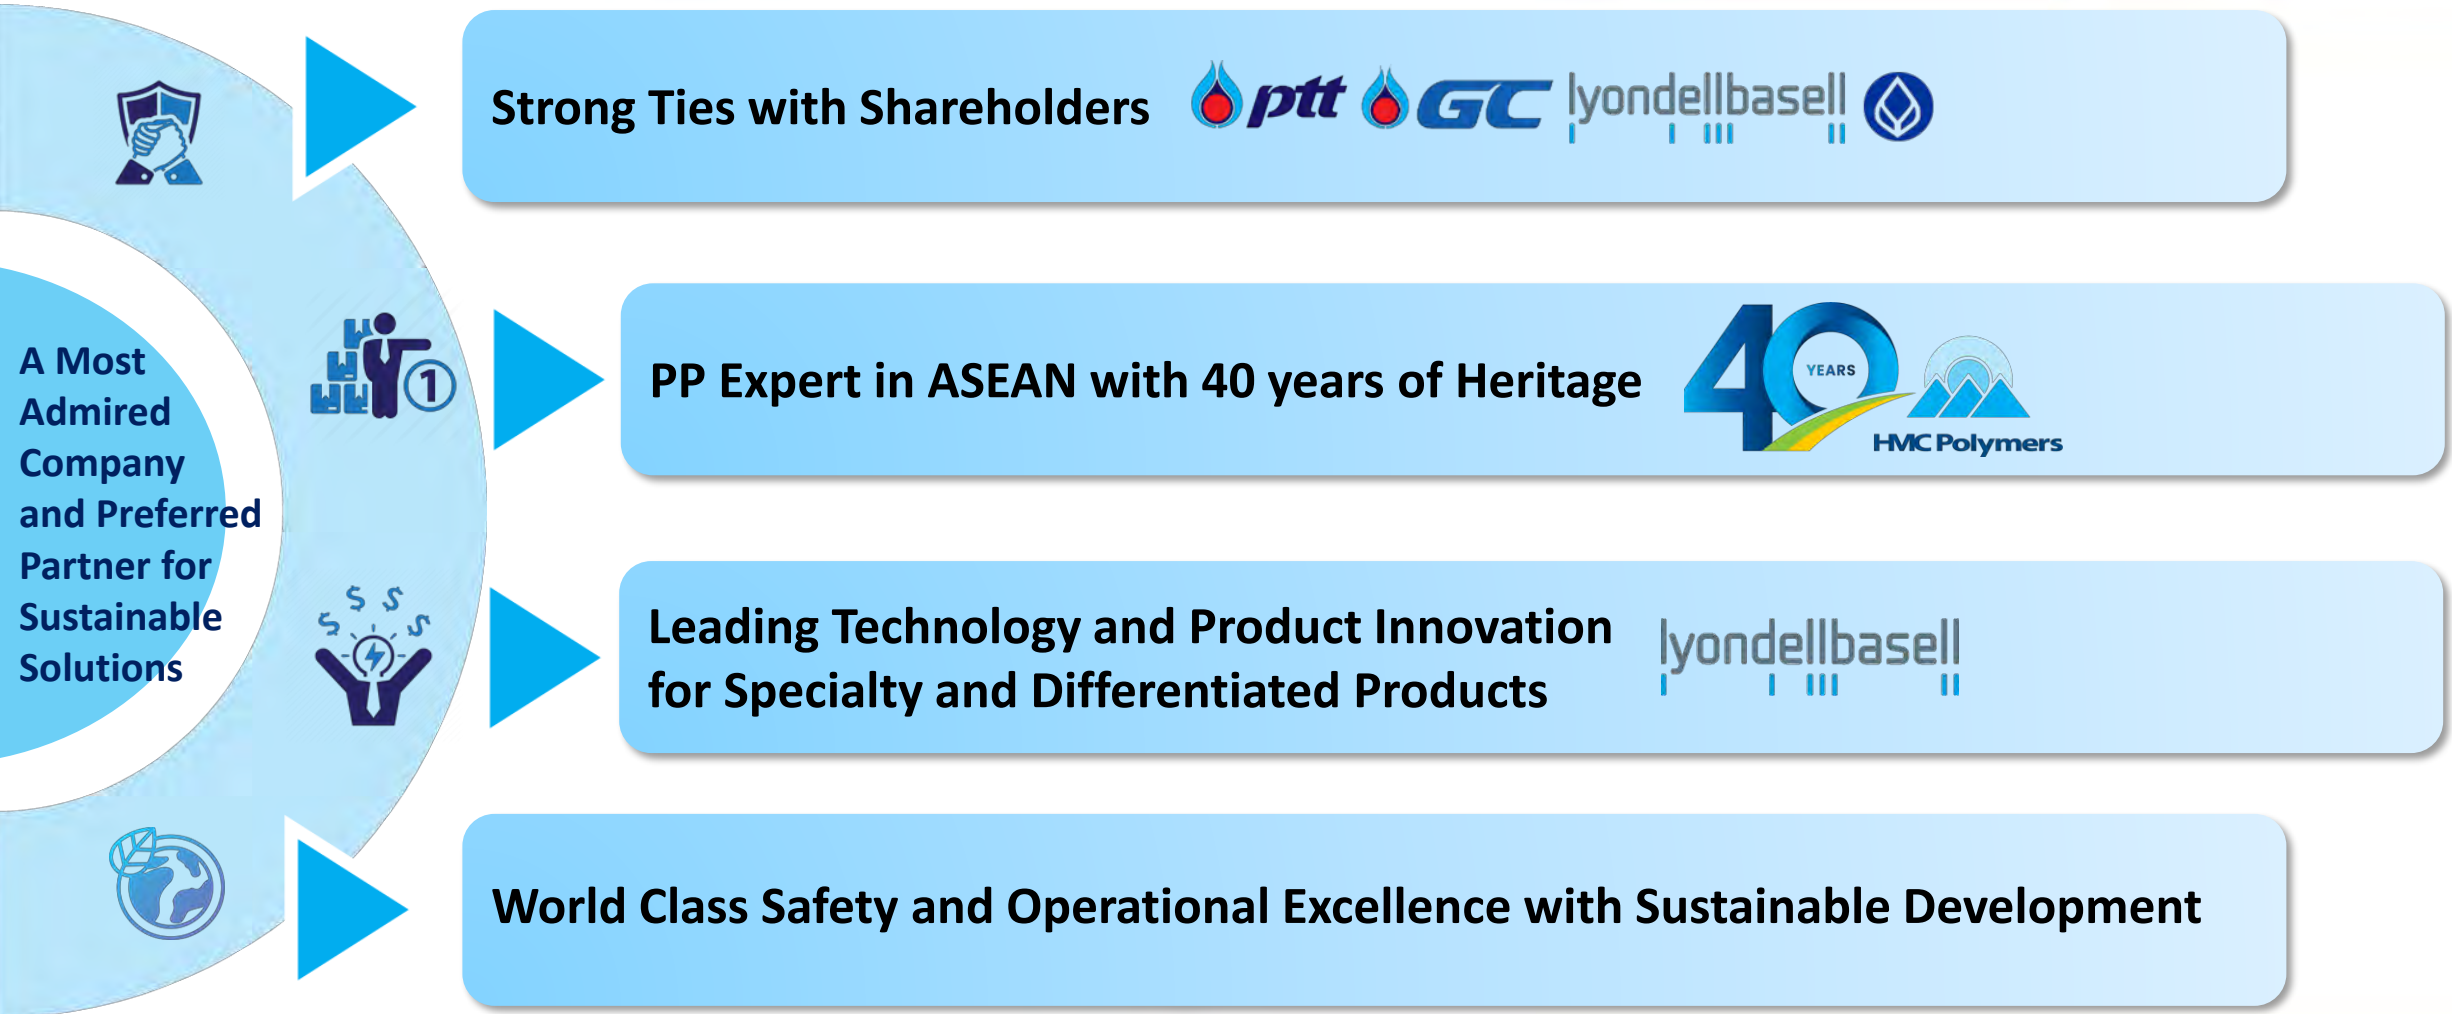 Strong Ties with Shareholders ptt GC lyondellbasell
A Most
Admired
Company
and Preferred
Partner for
Sustainable
Solutions
1
PP Expert in ASEAN with 40 years of Heritage
40
YEARS
HMC Polymers
$ $ $ $
Leading Technology and Product Innovation
for Specialty and Differentiated Products
lyondellbasell
World Class Safety and Operational Excellence with Sustainable Development